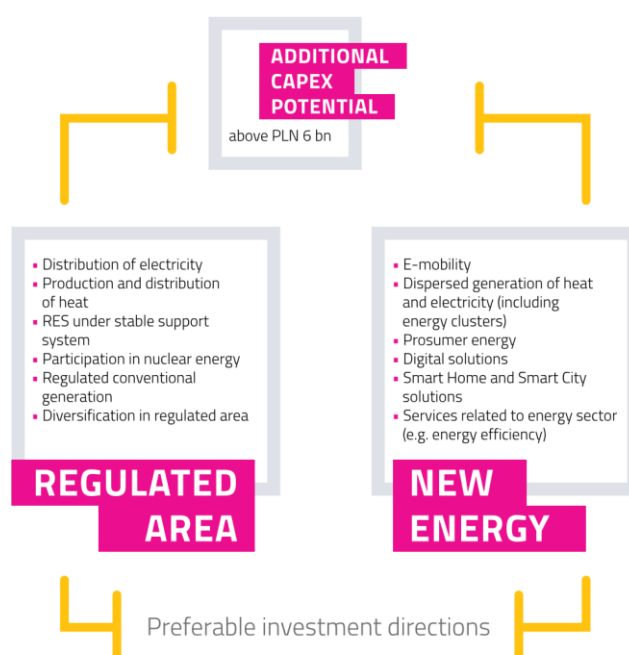 ADDITIONAL
CAPEX
POTENTIAL
above PLN 6 bn
▪ Distribution of electricity
▪ Production and distribution
of heat
▪ RES under stable support
system
▪ Participation in nuclear energy
▪ Regulated conventional
generation
▪ Diversification in regulated area
REGULATED
AREA
▪ E-mobility
▪ Dispersed generation of heat
and electricity (including
energy clusters)
▪ Prosumer energy
▪ Digital solutions
▪ Smart Home and Smart City
solutions
▪ Services related to energy sector
(e.g. energy efficiency)
NEW
ENERGY
Preferable investment directions